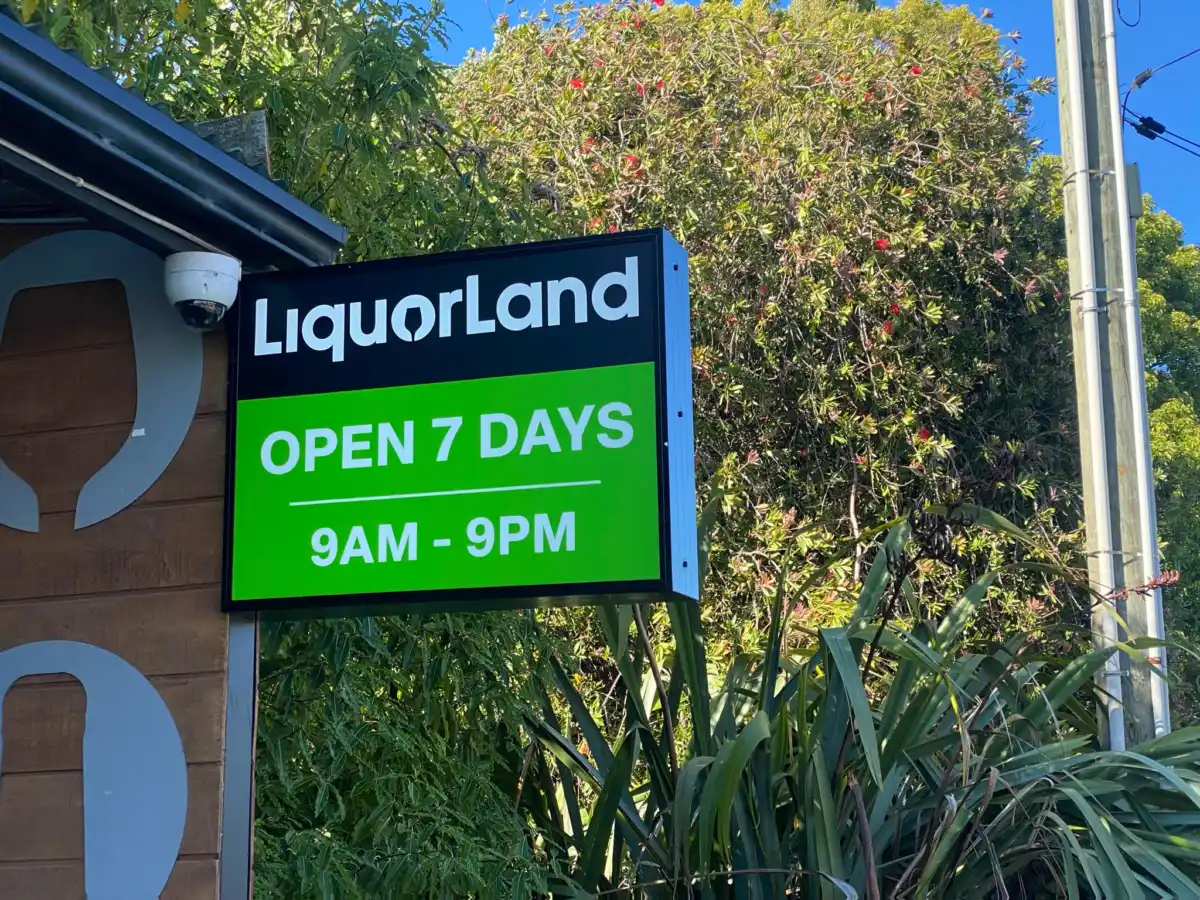 LiquorLand
OPEN 7 DAYS
9AM - 9PM